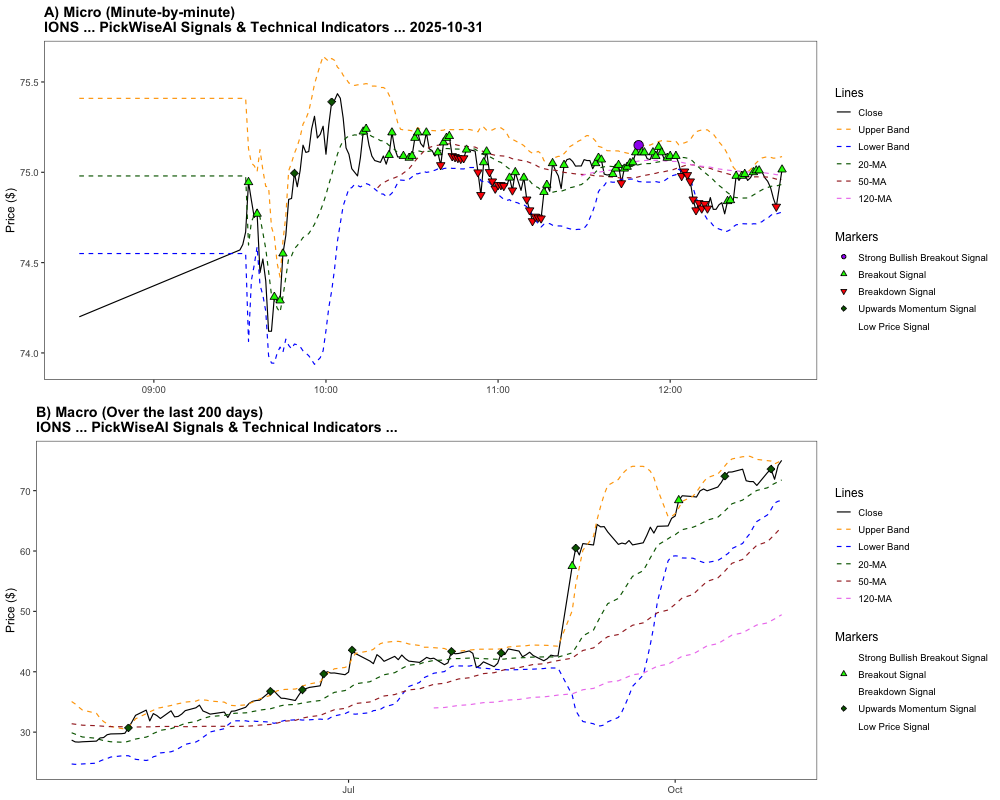 A) Micro (Minute-by-minute)
IONS ... PickWiseAI Signals & Technical Indicators ... 2025-10-31
Price ($)
75.5
75.0
74.5
74.0
09:00
10:00
11:00
12:00
Lines
Close
Upper Band
Lower Band
20-MA
50-MA
120-MA
Markers
Strong Bullish Breakout Signal
Breakout Signal
Breakdown Signal
Upwards Momentum Signal
Low Price Signal
B) Macro (Over the last 200 days)
IONS ... PickWiseAI Signals & Technical Indicators ...
Price ($)
70
60
50
40
30
Jul
Oct
Lines
Close
Upper Band
Lower Band
20-MA
50-MA
120-MA
Markers
Strong Bullish Breakout Signal
Breakout Signal
Breakdown Signal
Upwards Momentum Signal
Low Price Signal